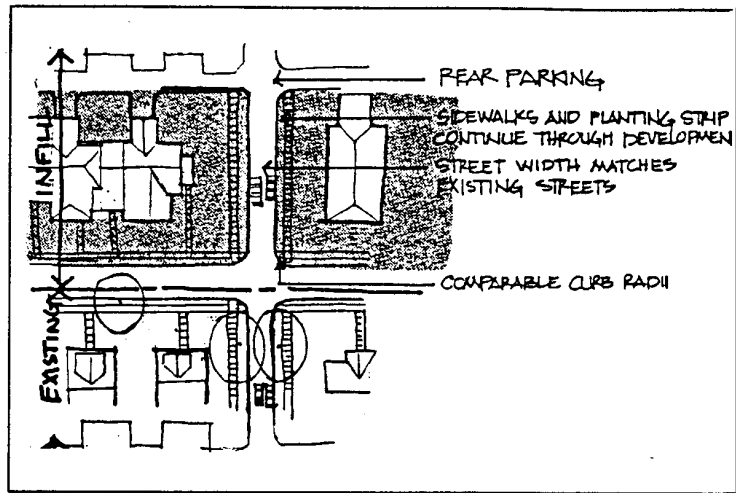 REAR PARKING
SIDEWALKS AND PLANTING STRIP
CONTINUE THROUGH DEVELOPMEN
STREET WIDTH MATCHES
EXISTING STREETS
COMPARABLE CURB RADII
INFILL
EXISTING